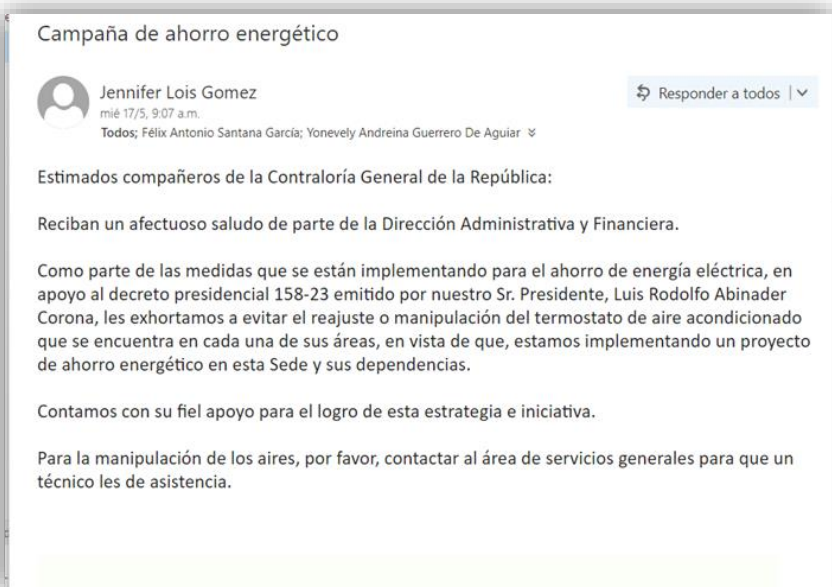 Campaña de ahorro energético
Jennifer Lois Gomez
Responder a todos
mié 17/5, 9:07 a.m.
Todos; Félix Antonio Santana García; Yonevely Andreina Guerrero De Aguiar
Estimados compañeros de la Contraloría General de la República:
Reciban un afectuoso saludo de parte de la Dirección Administrativa y Financiera.
Como parte de las medidas que se están implementando para el ahorro de energía eléctrica, en
apoyo al decreto presidencial 158-23 emitido por nuestro Sr. Presidente, Luis Rodolfo Abinader
Corona, les exhortamos a evitar el reajuste o manipulación del termostato de aire acondicionado
que se encuentra en cada una de sus áreas, en vista de que, estamos implementando un proyecto
de ahorro energético en esta Sede y sus dependencias.
Contamos con su fiel apoyo para el logro de esta estrategia e iniciativa.
Para la manipulación de los aires, por favor, contactar al área de servicios generales para que un
técnico les de asistencia.